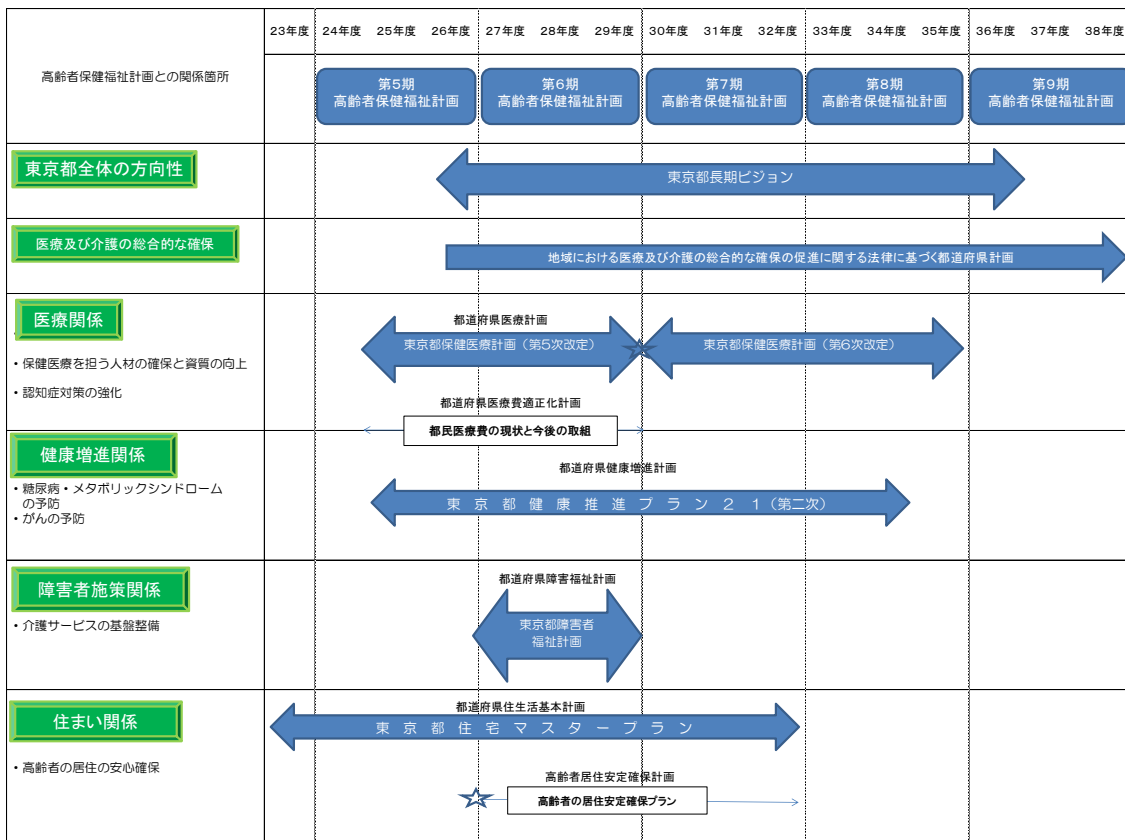 23年度 24年度 25年度 26年度 27年度 28年度 29年度 30年度 31年度 32年度 33年度 34年度 35年度 36年度 37年度 38年度
高齢者保健福祉計画との関係箇所
第5期
高齢者保健福祉計画
第6期
高齢者保健福祉計画
第7期
高齢者保健福祉計画
第8期
高齢者保健福祉計画
第9期
高齢者保健福祉計画
東京都全体の方向性
東京都長期ビジョン
医療及び介護の総合的な確保
地域における医療及び介護の総合的な確保の促進に関する法律に基づく都道府県計画
医療関係
・保健医療を担う人材の確保と資質の向上
・認知症対策の強化
都道府県医療計画
東京都保健医療計画（第5次改定）
東京都保健医療計画（第6次改定）
都道府県医療費適正化計画
都民医療費の現状と今後の取組
健康増進関係
・糖尿病・メタボリックシンドローム
の予防
・がんの予防
都道府県健康増進計画
東京都健康推進プラン２１（第二次）
障害者施策関係
・介護サービスの基盤整備
都道府県障害福祉計画
東京都障害者
福祉計画
住まい関係
・高齢者の居住の安心確保
都道府県住生活基本計画
東京都住宅マスタープラン
高齢者居住安定確保計画
高齢者の居住安定確保プラン